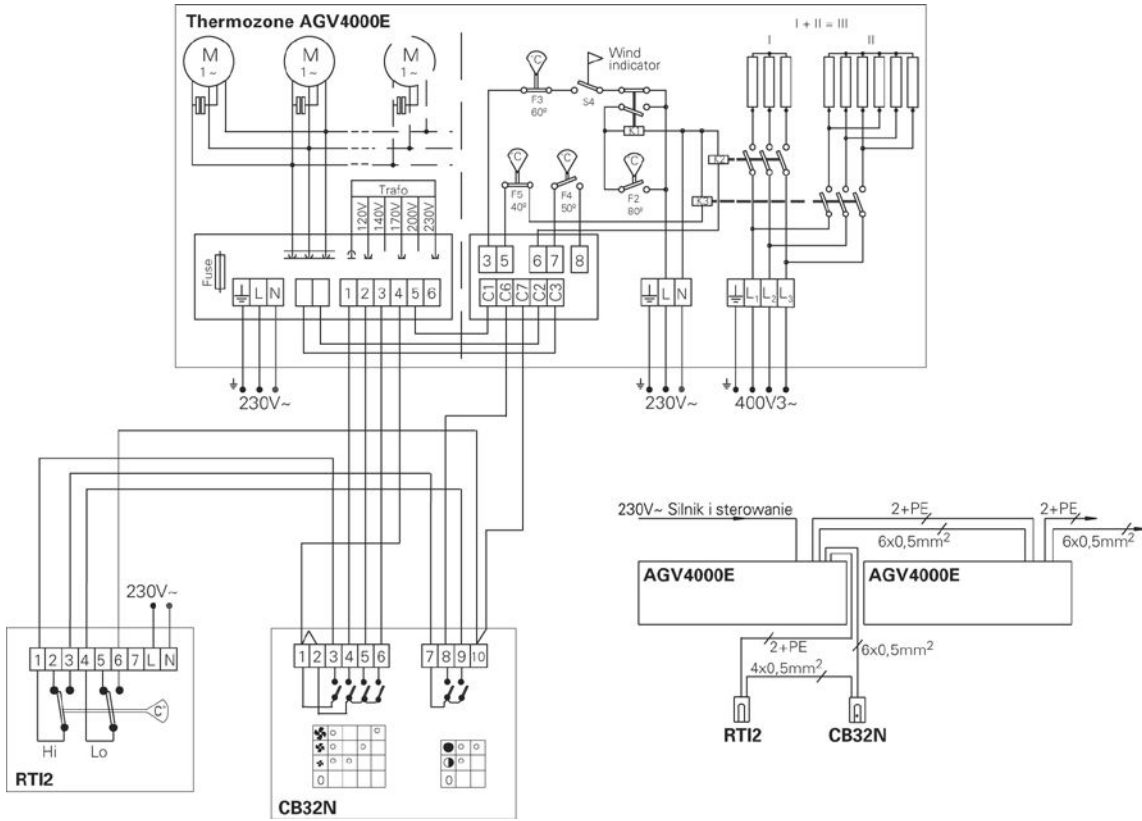 Thermozone AGV4000E
I + II = III
M
1~
M
1~
M
1~
°C
Wind
indicator
I
II
F3
60º
S4
K1
°C
°C
°C
K2
F5
40º
F4
50º
F2
80º
K3
Trafo
120V
140V
170V
200V
230V
Fuse
3 5 6 7 8
L N 1 2 3 4 5 6 C1 C6 C7 C2 C3 L N L1 L2 L3
230V~ 230V~ 400V3~
230V~ Silnik i sterowanie
2+PE
2+PE
6x0,5mm2
6x0,5mm2
AGV4000E
AGV4000E
230V~
1 2 3 4 5 6 7 L N
1 2 3 4 5 6 7 8 9 10
2+PE
6x0,5mm2
4x0,5mm2
C°
Hi Lo
RTI2
0
0
CB32N
RTI2
CB32N